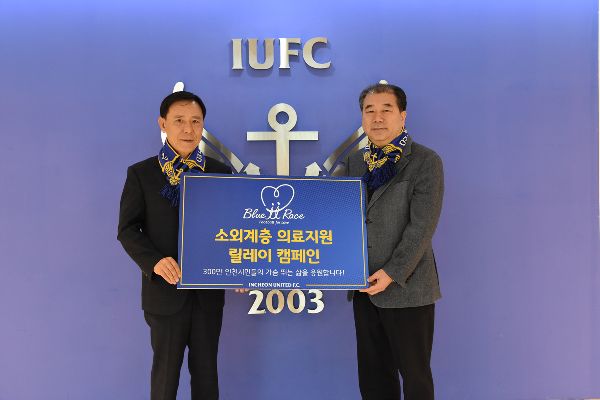 IUFC
Blue Race
소외계층 의료지원
릴레이 캠페인
300만 인천시민들의 가슴 뛰는 삶을 응원합니다!
INCHEON UNITED F.C.
2003